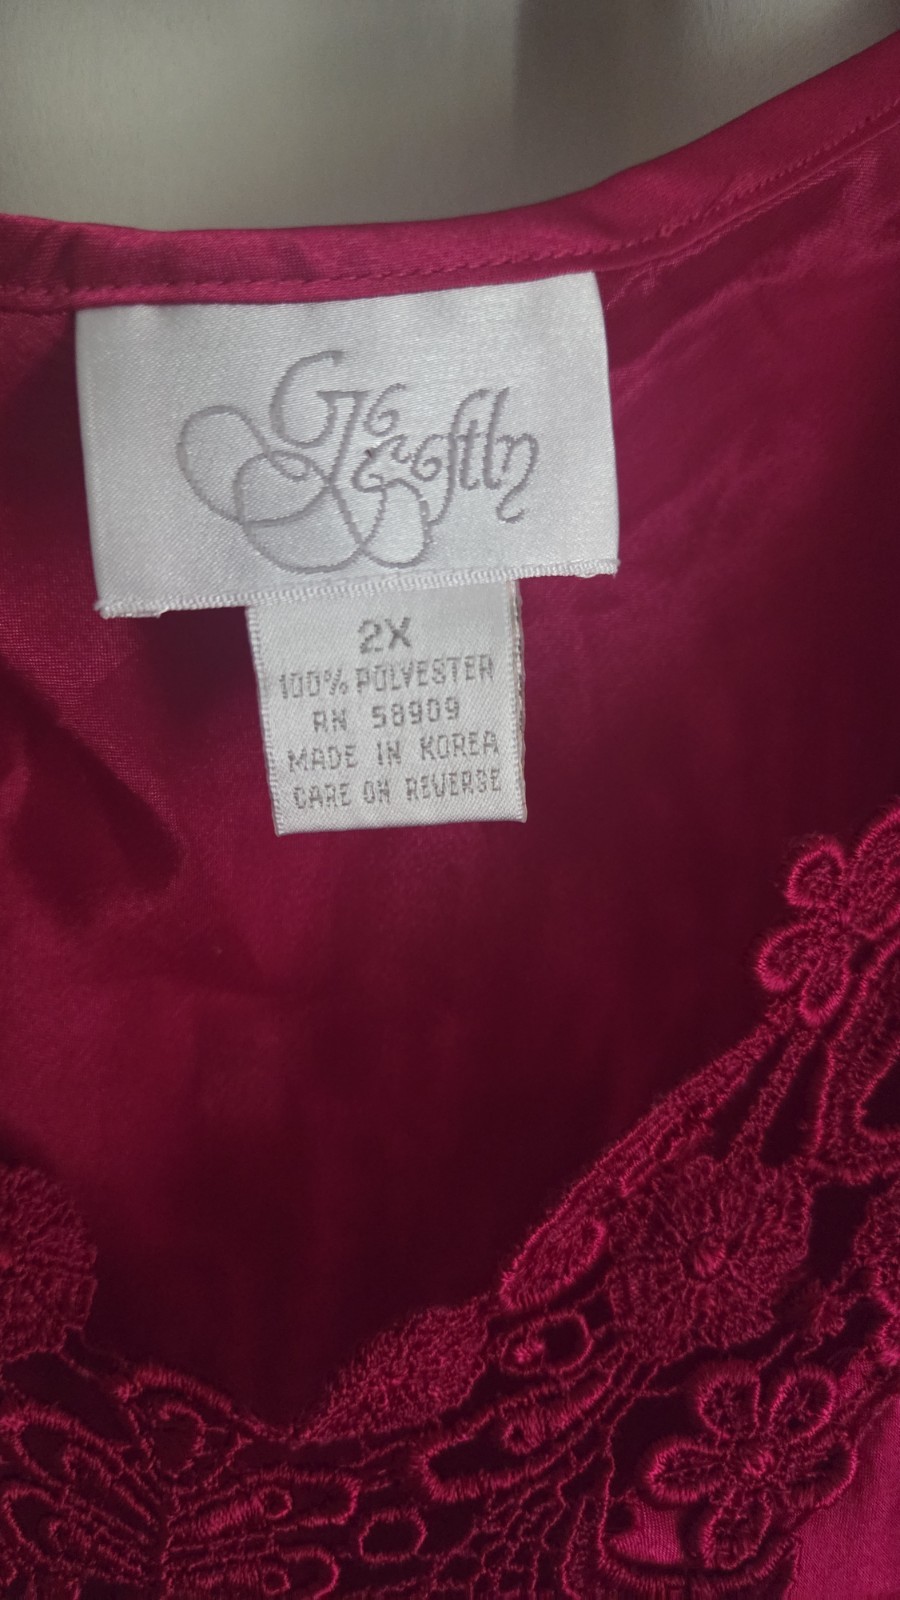 2X
100% POLYESTER
RN 58909
MADE IN KOREA
CARE ON REVERSE